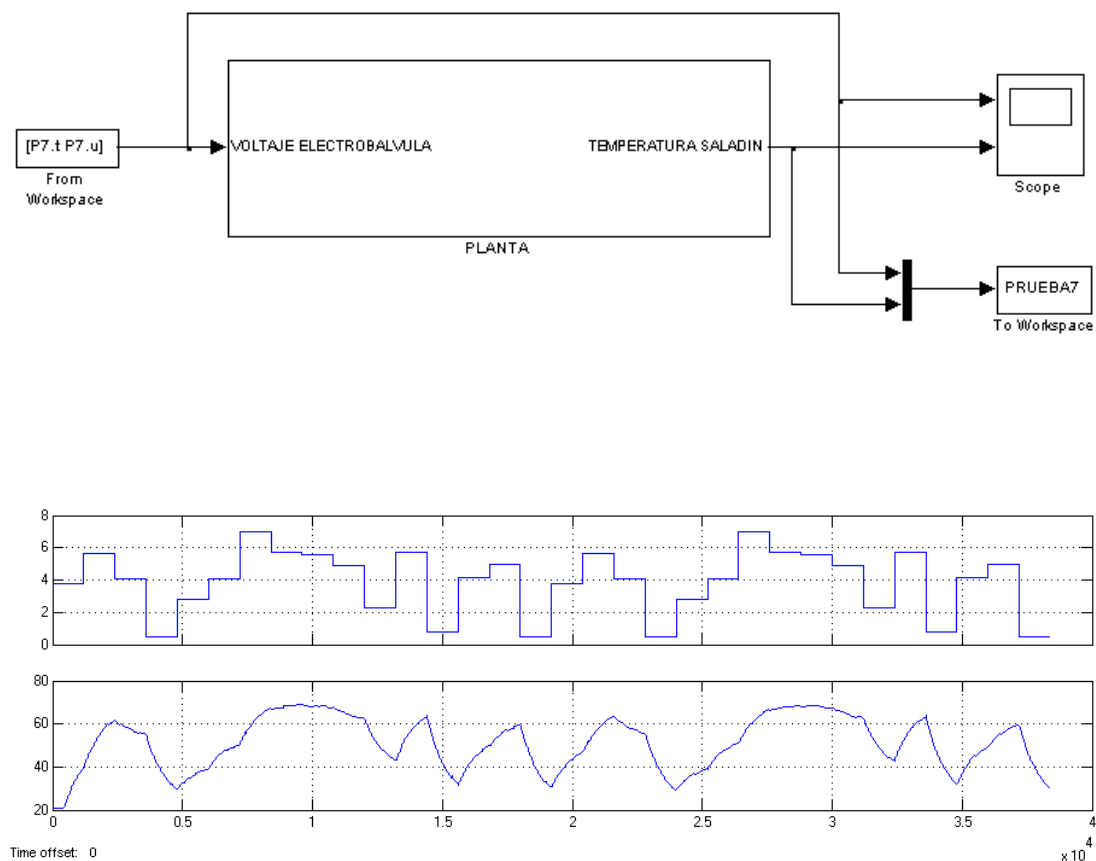 [P7.t P7.u]
From
Workspace
VOLTAJE ELECTROBALVULA
TEMPERATURA SALADIN
PLANTA
Scope
PRUEBA7
To Workspace
8
6
4
2
0
80
60
40
20
0
0.5
1
1.5
2
2.5
3
3.5
4
x 10
4
Time offset: 0